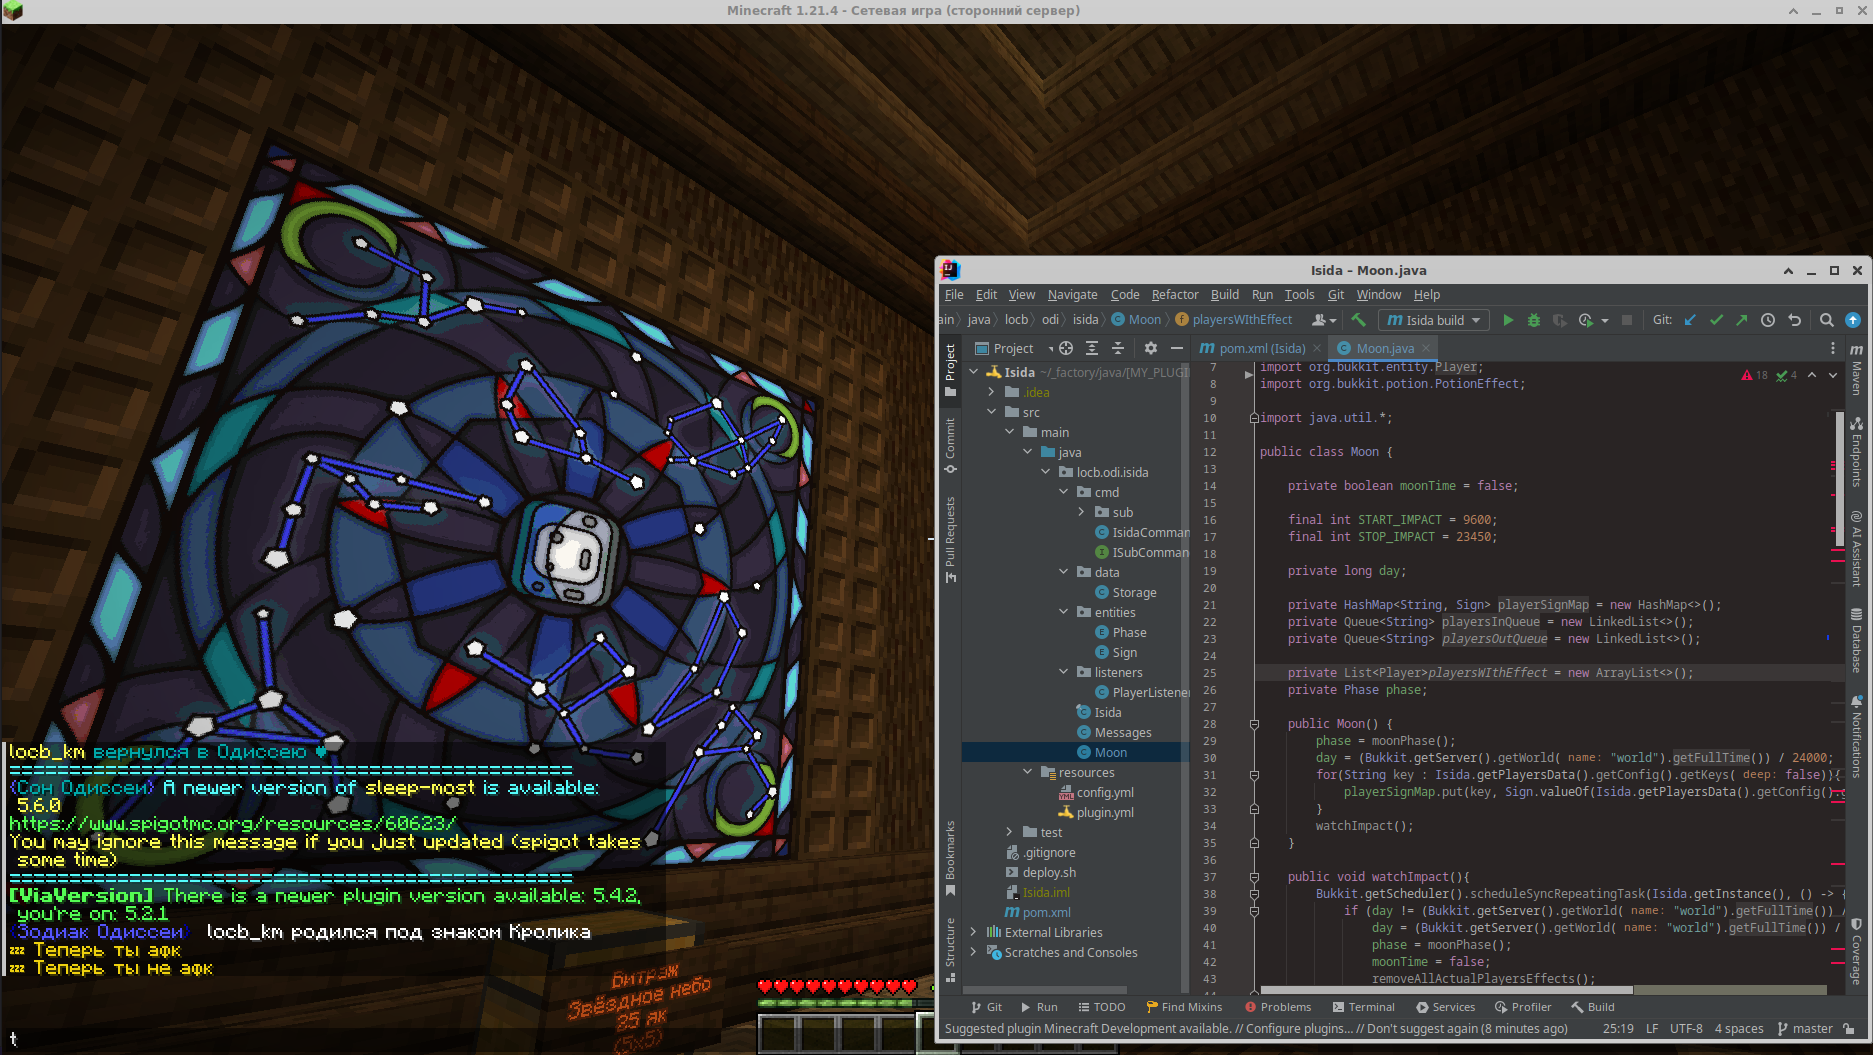 Minecraft 1.21.4 - Сетевая игра (сторонний сервер)
locb_km вернулся в Одиссею ♥
=================================================
{Сон Одиссеи} A newer version of sleep-most is available:
5.6.0
https://www.spigotmc.org/resources/60623/
You may ignore this message if you just updated (spigot takes
some time)
=================================================
[ViaVersion] There is a newer plugin version available: 5.4.2,
you're on: 5.2.1
{Зодиак Одиссеи} locb_km родился под знаком Кролика
zzz Теперь ты афк
zzz Теперь ты не афк
t
Витраж
Звёздное небо
25 ак
(5x5)
Isida – Moon.java
File Edit View Navigate Code Refactor Build Run Tools Git Window Help
ain java locb odi isida Moon playersWIthEffect Isida build Git:
Project
pom.xml (Isida) Moon.java
Isida ~/_factory/java/[MY_PLUGI
.idea
src
main
java
locb.odi.isida
cmd
sub
IsidaComman
ISubComman
data
Storage
entities
Phase
Sign
listeners
PlayerListene
Isida
Messages
Moon
resources
config.yml
plugin.yml
test
.gitignore
deploy.sh
Isida.iml
pom.xml
External Libraries
Scratches and Consoles
Project
Commit
Pull Requests
Bookmarks
Structure
18 4
7 import org.bukkit.entity.Player;
8 import org.bukkit.potion.PotionEffect;
9
10 import java.util.*;
11
12 public class Moon {
13
14 private boolean moonTime = false;
15
16 final int START_IMPACT = 9600;
17 final int STOP_IMPACT = 23450;
18
19 private long day;
20
21 private HashMap<String, Sign> playerSignMap = new HashMap<>();
22 private Queue<String> playersInQueue = new LinkedList<>();
23 private Queue<String> playersOutQueue = new LinkedList<>();
24
25 private List<Player>playersWIthEffect = new ArrayList<>();
26 private Phase phase;
27
28 public Moon() {
29 phase = moonPhase();
30 day = (Bukkit.getServer().getWorld( name: "world").getFullTime()) / 24000;
31 for(String key : Isida.getPlayersData().getConfig().getKeys( deep: false)){
32 playerSignMap.put(key, Sign.valueOf(Isida.getPlayersData().getConfig().g
33 }
34 watchImpact();
35 }
36
37 public void watchImpact(){
38 Bukkit.getScheduler().scheduleSyncRepeatingTask(Isida.getInstance(), () -> {
39 if (day != (Bukkit.getServer().getWorld( name: "world").getFullTime()) /
40 day = (Bukkit.getServer().getWorld( name: "world").getFullTime()) /
41 phase = moonPhase();
42 moonTime = false;
43 removeAllActualPlayersEffects();
Maven
Endpoints
AI Assistant
Database
Notifications
Coverage
Git Run TODO Find Mixins Problems Terminal Services Profiler Build
Suggested plugin Minecraft Development available. // Configure plugins... // Don't suggest again (8 minutes ago) 25:19 LF UTF-8 4 spaces master